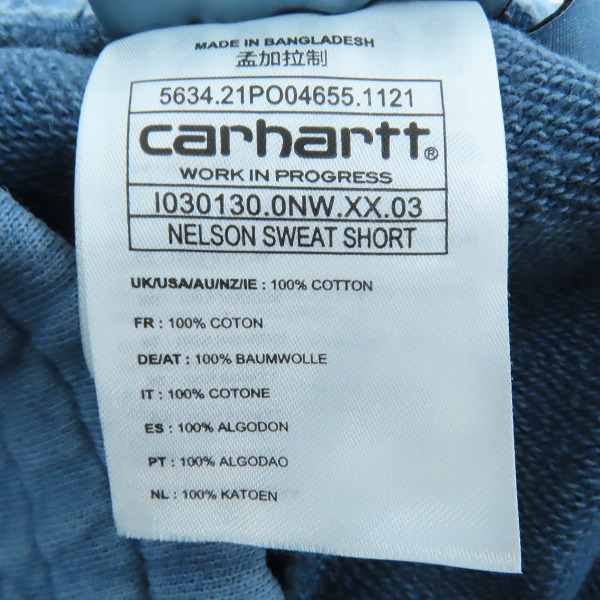 MADE IN BANGLADESH
孟加拉制
5634.21PO04655.1121
carhartt®
WORK IN PROGRESS
I030130.0NW.XX.03
NELSON SWEAT SHORT
UK/USA/AU/NZ/IE : 100% COTTON
FR : 100% COTON
DE/AT : 100% BAUMWOLLE
IT : 100% COTONE
ES : 100% ALGODON
PT : 100% ALGODAO
NL : 100% KATOEN